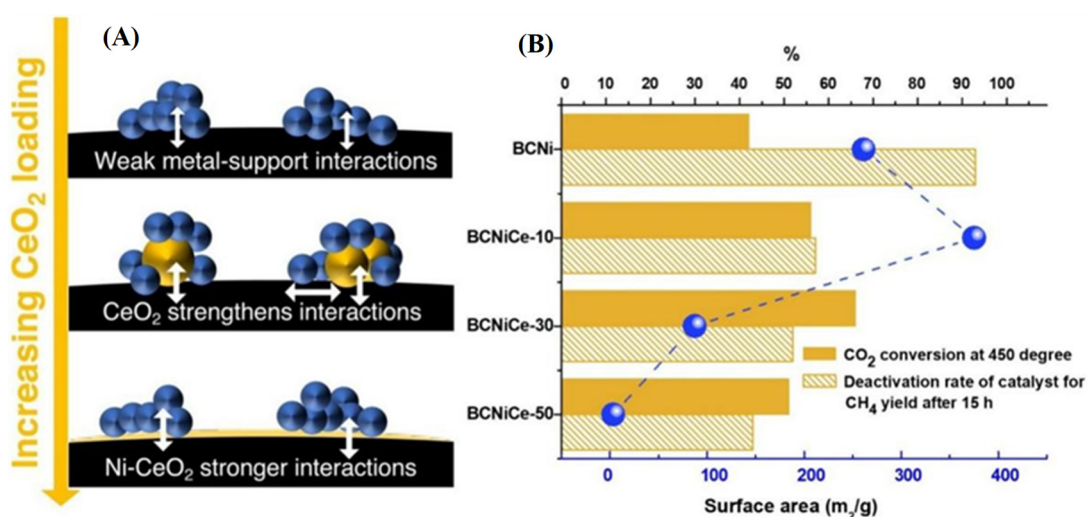 Increasing CeO₂ loading
(A)
Weak metal-support interactions
CeO₂ strengthens interactions
Ni-CeO₂ stronger interactions
(B)
%
0 10 20 30 40 50 60 70 80 90 100
BCNi
BCNiCe-10
BCNiCe-30
BCNiCe-50
CO₂ conversion at 450 degree
Deactivation rate of catalyst for
CH₄ yield after 15 h
0 100 200 300 400
Surface area (m₂/g)